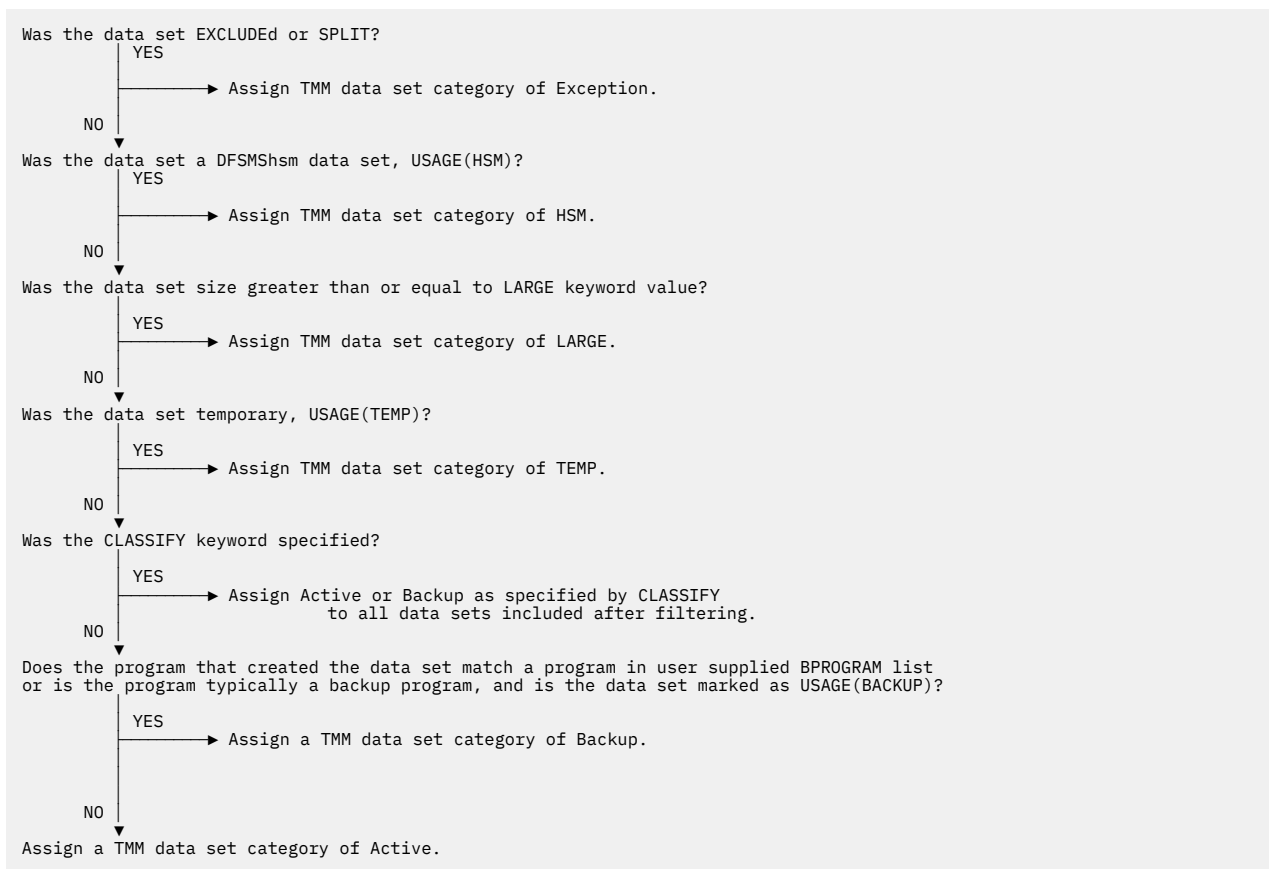 Was the data set EXCLUDEd or SPLIT?
YES
Assign TMM data set category of Exception.
NO
Was the data set a DFSMShsm data set, USAGE(HSM)?
YES
Assign TMM data set category of HSM.
NO
Was the data set size greater than or equal to LARGE keyword value?
YES
Assign TMM data set category of LARGE.
NO
Was the data set temporary, USAGE(TEMP)?
YES
Assign TMM data set category of TEMP.
NO
Was the CLASSIFY keyword specified?
YES
Assign Active or Backup as specified by CLASSIFY
to all data sets included after filtering.
NO
Does the program that created the data set match a program in user supplied BPROGRAM list
or is the program typically a backup program, and is the data set marked as USAGE(BACKUP)?
YES
Assign a TMM data set category of Backup.
NO
Assign a TMM data set category of Active.